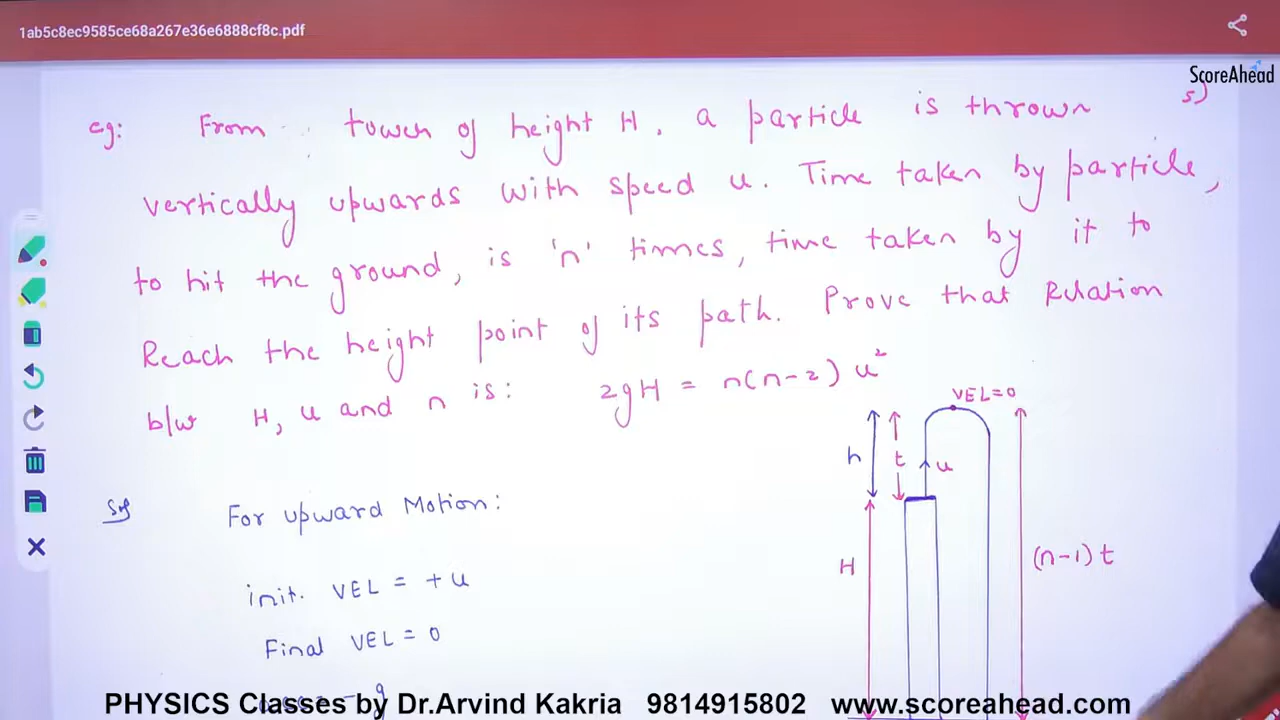 1ab5c8ec9585ce68a267e36e6888cf8c.pdf
ScoreAhead
5)
eg: From tower of height H, a particle is thrown
vertically upwards with speed u. Time taken by particle,
to hit the ground, is 'n' times, time taken by it to
Reach the height point of its path. Prove that Relation
b/w H, u and n is: 2gH = n(n-2) u²
VEL=0
h
t
u
Sol For upward Motion:
H
(n-1) t
init. VEL = +u
Final VEL = 0
- g
PHYSICS Classes by Dr.Arvind Kakria 9814915802 www.scoreahead.com